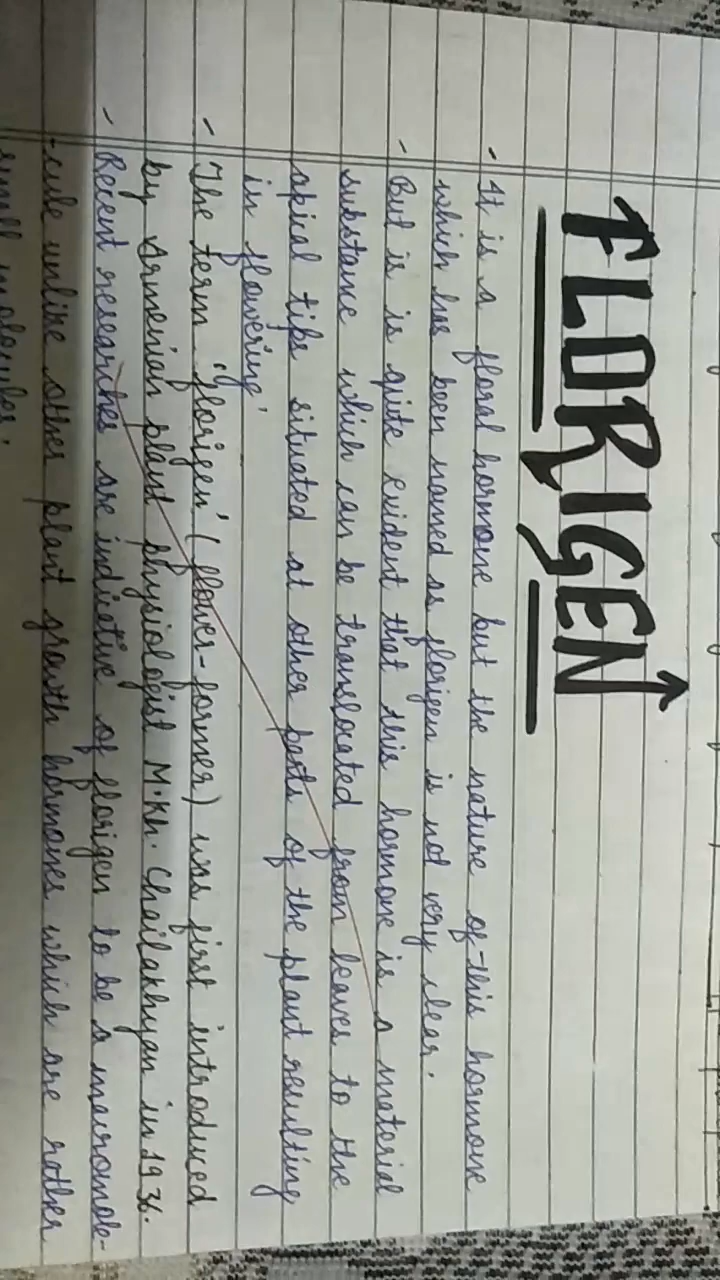 FLORIGEN
- It is a floral hormone but the nature of this hormone
which has been named as florigen is not very clear.
- But is is quite evident that this hormone is a material
substance which can be translocated from leaves to the
apical tips situated at other parts of the plant resulting
in flowering'
- The term 'florigen' (flower-former) was first introduced
by Armenian plant physiologist M.Kh. Chailakhyan in 1936.
- Recent researches are indicative of florigen to be a macromole-
-cule unlike other plant growth hormones which are rather
small molecules.